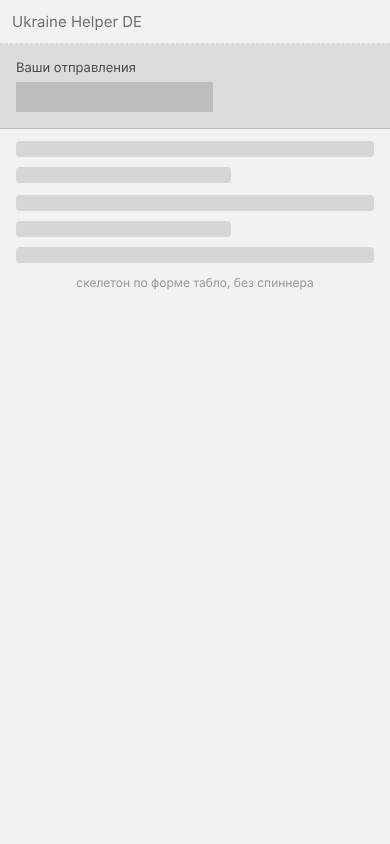 Ukraine Helper DE
Ваши отправления
скелетон по форме табло, без спиннера